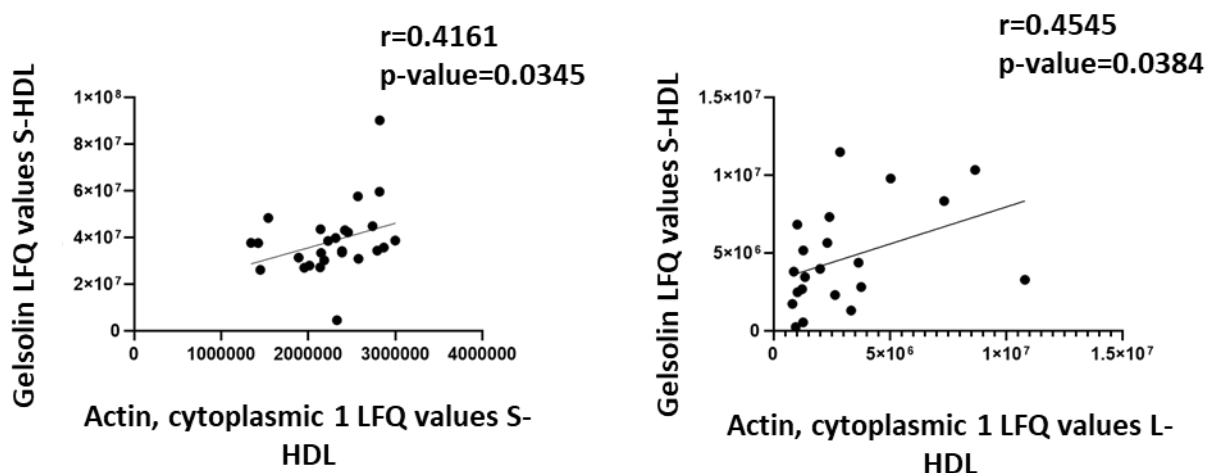 r=0.4161
p-value=0.0345
Gelsolin LFQ values S-HDL
1×10⁸
8×10⁷
6×10⁷
4×10⁷
2×10⁷
0
0 1000000 2000000 3000000 4000000
Actin, cytoplasmic 1 LFQ values S-
HDL
r=0.4545
p-value=0.0384
Gelsolin LFQ values S-HDL
1.5×10⁷
1×10⁷
5×10⁶
0
0 5×10⁶ 1×10⁷ 1.5×10⁷
Actin, cytoplasmic 1 LFQ values L-
HDL